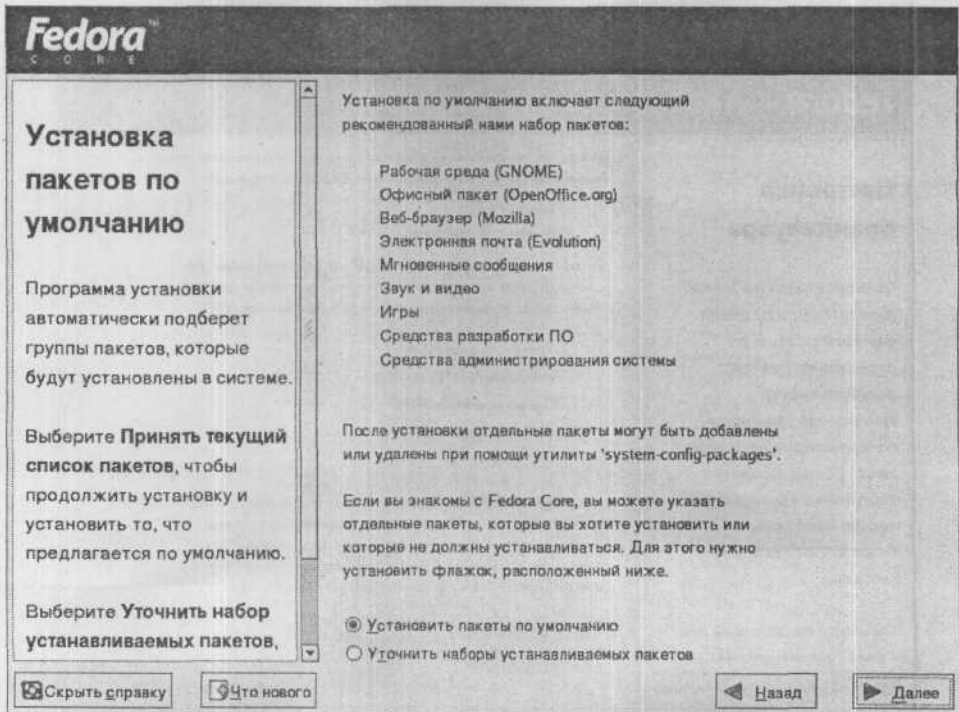 Fedora™
CORE
Установка
пакетов по
умолчанию
Программа установки
автоматически подберет
группы пакетов, которые
будут установлены в системе.
Выберите Принять текущий
список пакетов, чтобы
продолжить установку и
установить то, что
предлагается по умолчанию.
Выберите Уточнить набор
устанавливаемых пакетов,
Установка по умолчанию включает следующий
рекомендованный нами набор пакетов:
Рабочая среда (GNOME)
Офисный пакет (OpenOffice.org)
Веб-браузер (Mozilla)
Электронная почта (Evolution)
Мгновенные сообщения
Звук и видео
Игры
Средства разработки ПО
Средства администрирования системы
После установки отдельные пакеты могут быть добавлены
или удалены при помощи утилиты 'system-config-packages'.
Если вы знакомы с Fedora Core, вы можете указать
отдельные пакеты, которые вы хотите установить или
которые не должны устанавливаться. Для этого нужно
установить флажок, расположенный ниже.
Установить пакеты по умолчанию
Уточнить наборы устанавливаемых пакетов
Скрыть справку
Что нового
Назад
Далее